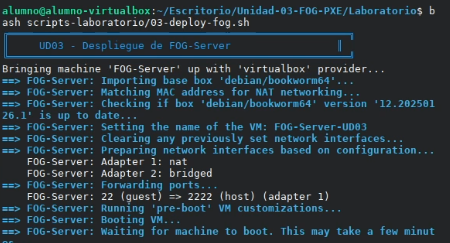 alumno@alumno-virtualbox:~/Escritorio/Unidad-03-FOG-PXE/Laboratorio$ b
ash scripts-laboratorio/03-deploy-fog.sh
UD03 - Despliegue de FOG-Server
Bringing machine 'FOG-Server' up with 'virtualbox' provider...
==> FOG-Server: Importing base box 'debian/bookworm64'...
==> FOG-Server: Matching MAC address for NAT networking...
==> FOG-Server: Checking if box 'debian/bookworm64' version '12.202501
26.1' is up to date...
==> FOG-Server: Setting the name of the VM: FOG-Server-UD03
==> FOG-Server: Clearing any previously set network interfaces...
==> FOG-Server: Preparing network interfaces based on configuration...
FOG-Server: Adapter 1: nat
FOG-Server: Adapter 2: bridged
==> FOG-Server: Forwarding ports...
FOG-Server: 22 (guest) => 2222 (host) (adapter 1)
==> FOG-Server: Running 'pre-boot' VM customizations...
==> FOG-Server: Booting VM...
==> FOG-Server: Waiting for machine to boot. This may take a few minut
es...